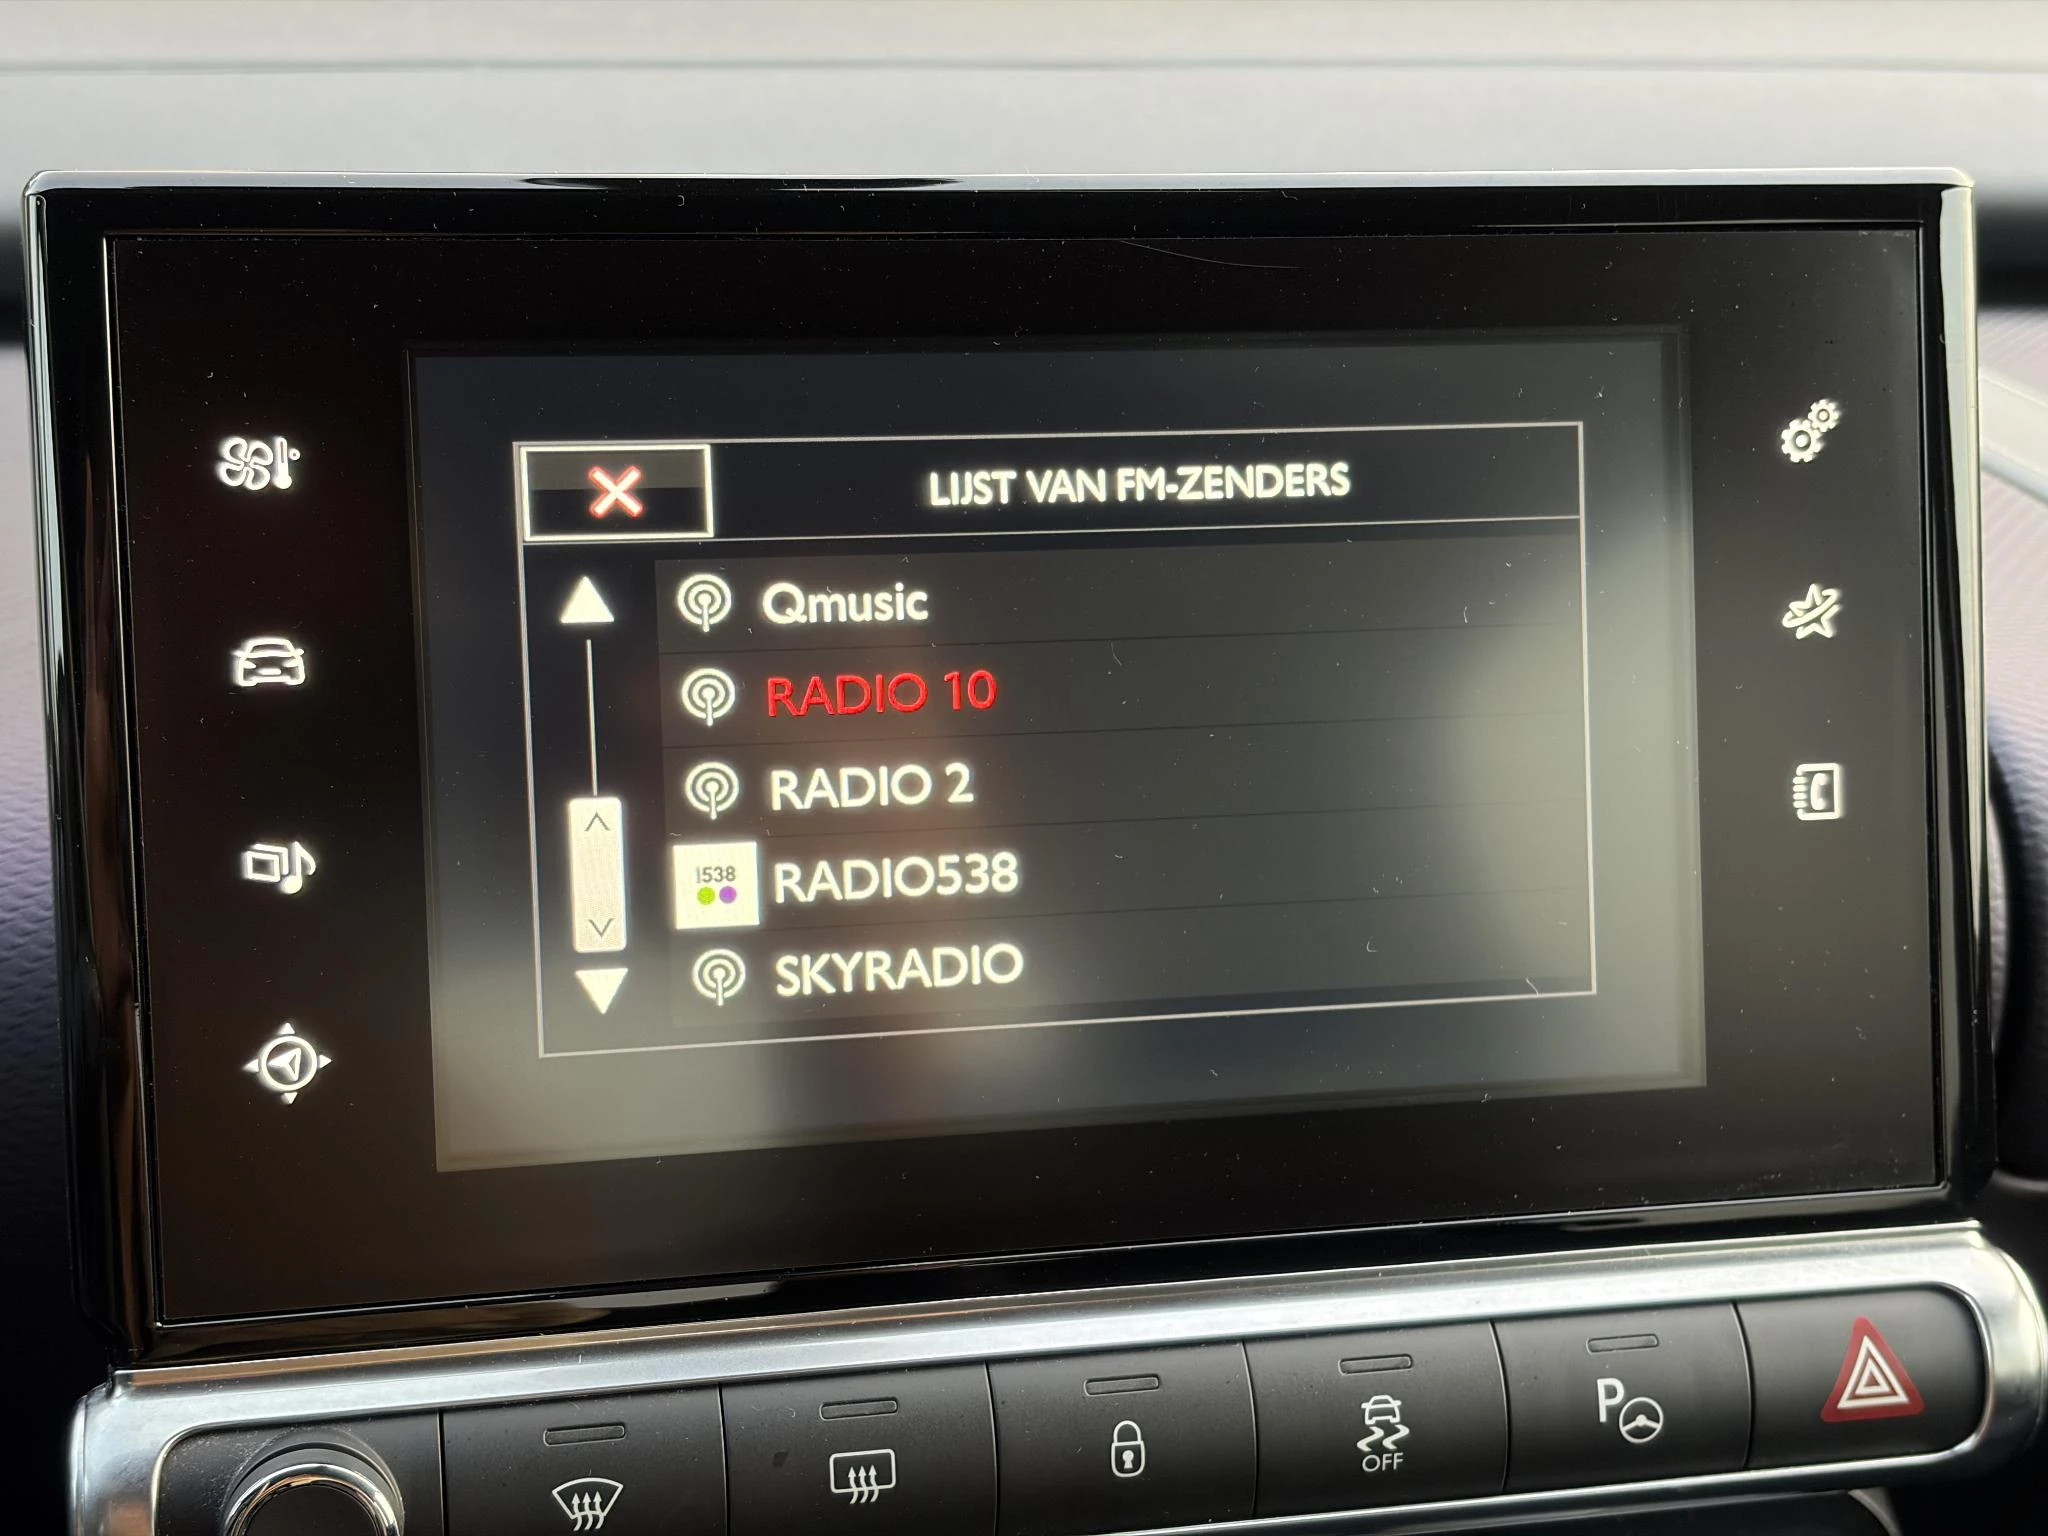 LIJST VAN FM-ZENDERS
Qmusic
RADIO 10
RADIO 2
538
RADIO538
SKYRADIO
OFF
P